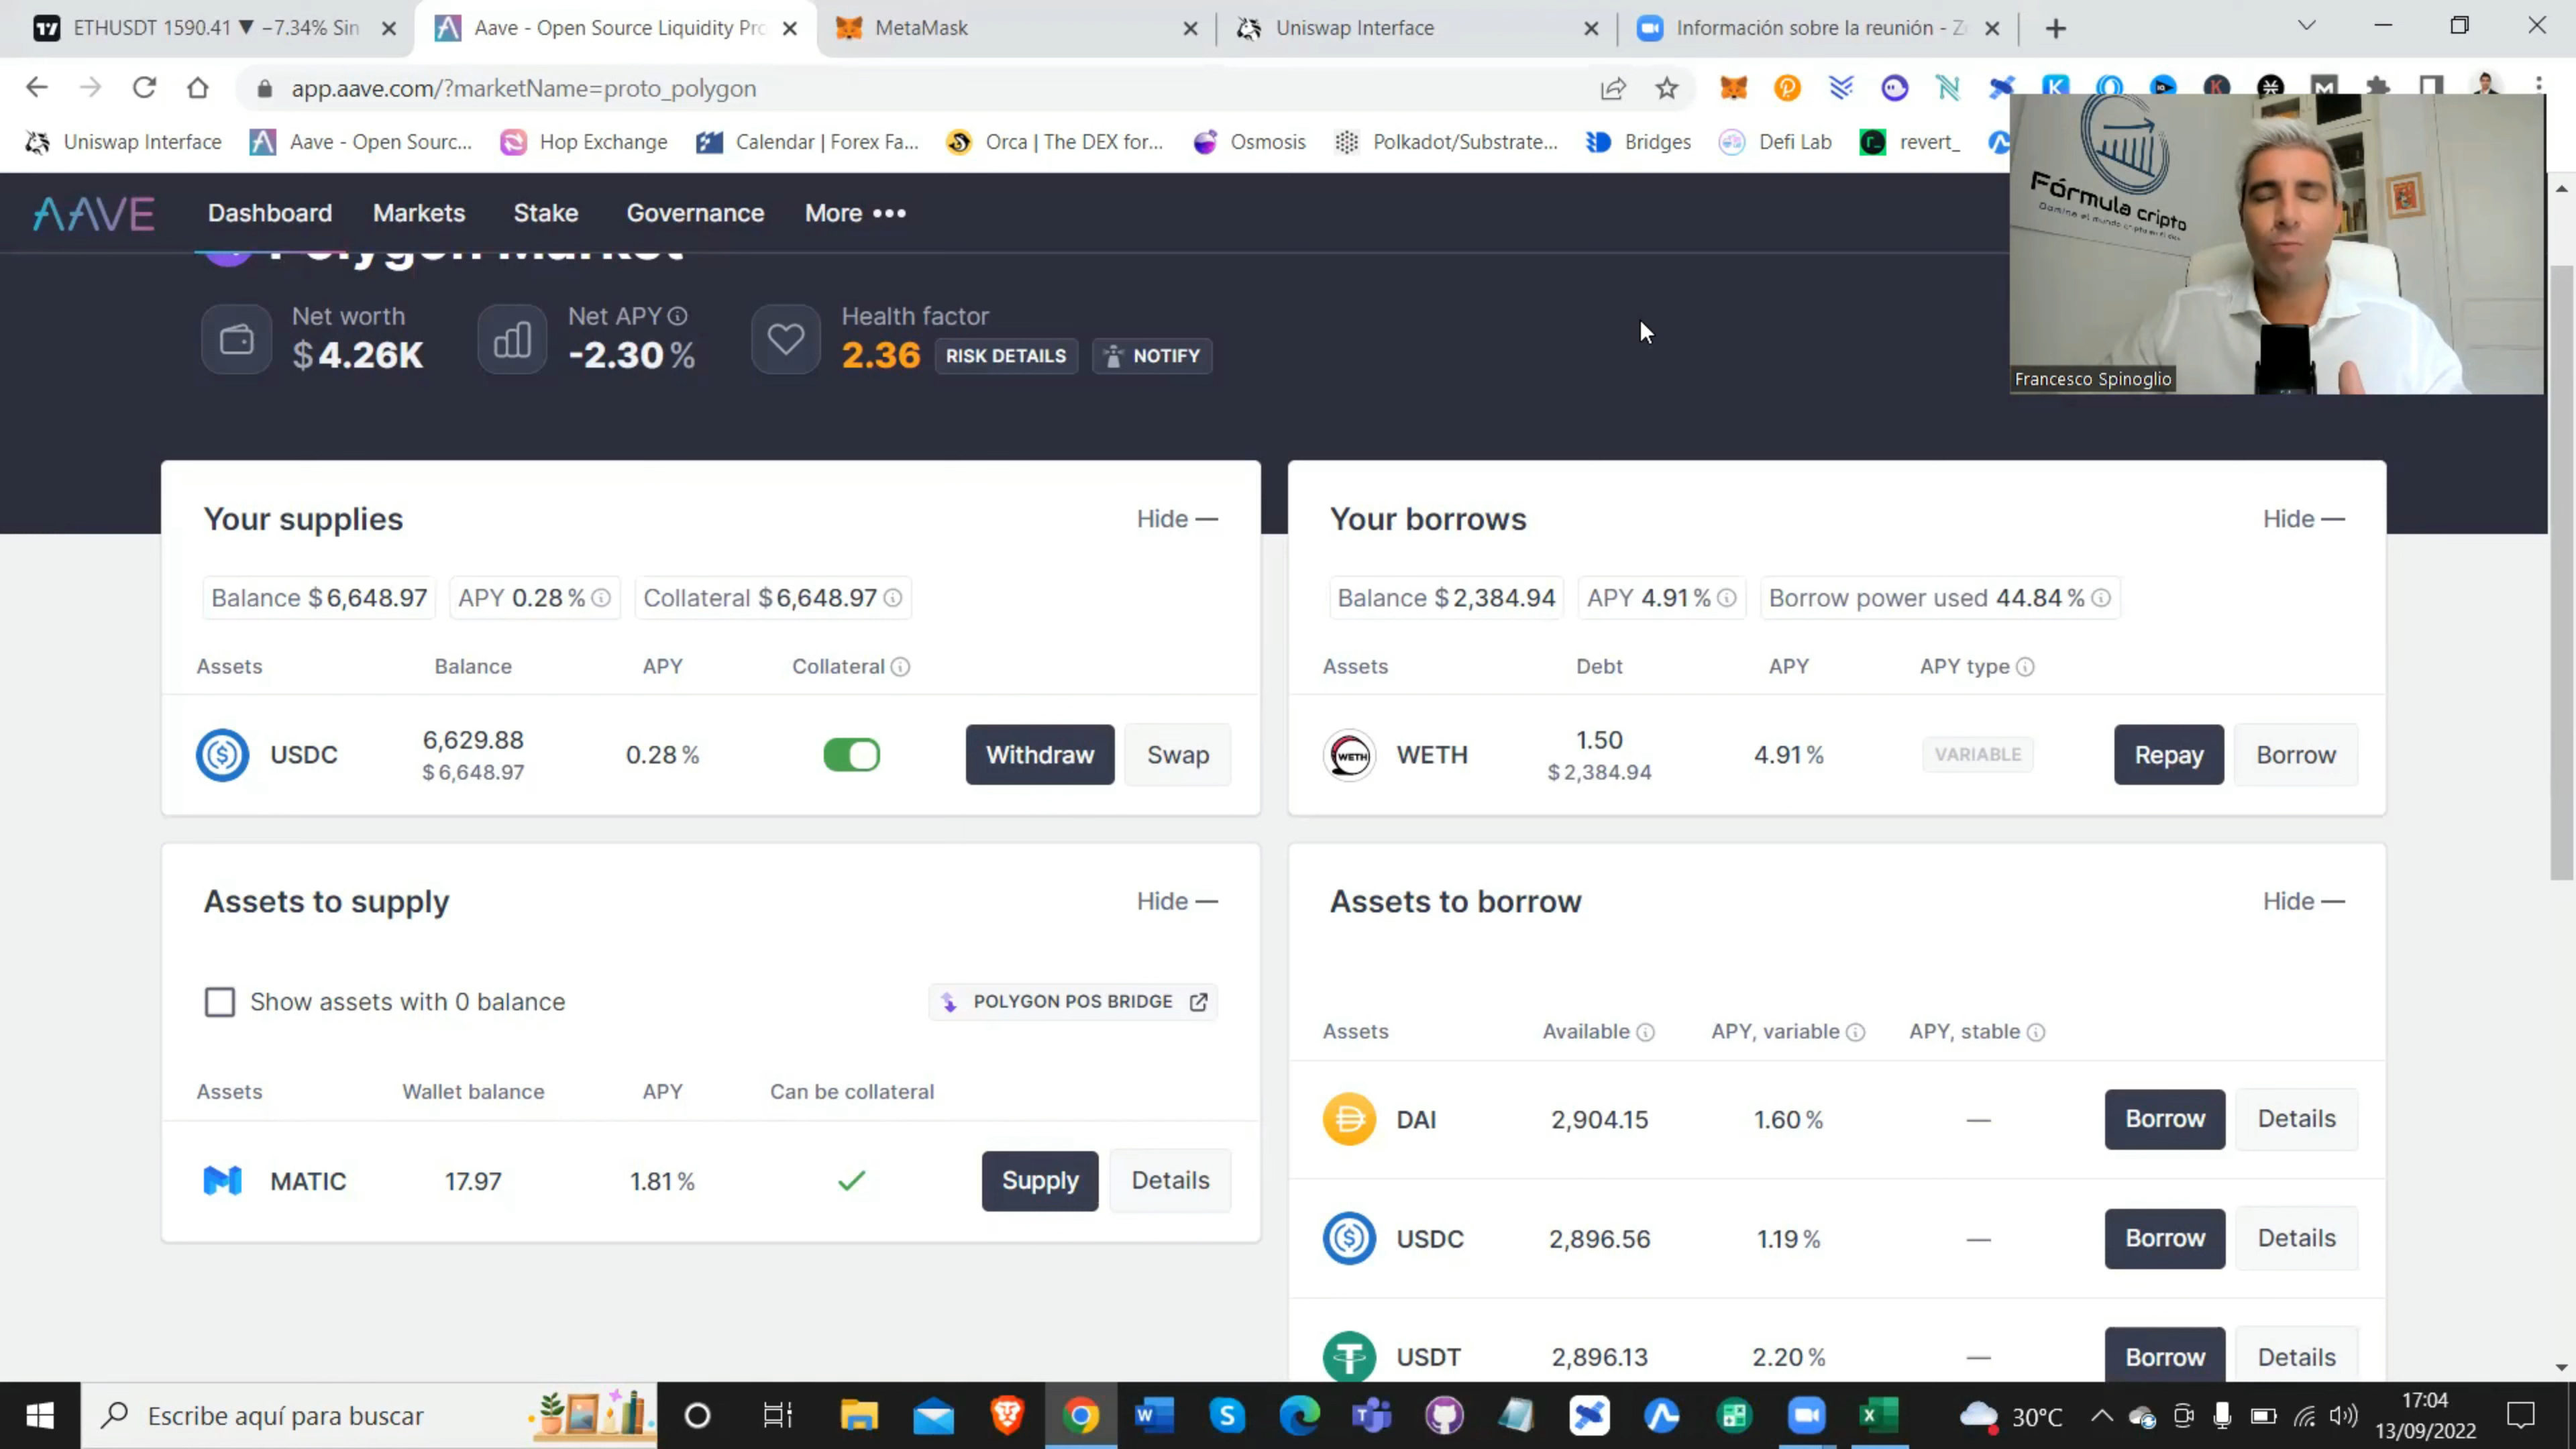 ETHUSDT 1590.41 ▼ −7.34% Sin
Aave - Open Source Liquidity Pro
MetaMask
Uniswap Interface
Información sobre la reunión - Z
app.aave.com/?marketName=proto_polygon
Uniswap Interface
Aave - Open Sourc...
Hop Exchange
Calendar | Forex Fa...
Orca | The DEX for...
Osmosis
Polkadot/Substrate...
Bridges
Defi Lab
revert_
Fórmula cripto
AAVE
Dashboard
Markets
Stake
Governance
More •••
Polygon Market
Net worth
$ 4.26K
Net APY
-2.30 %
Health factor
2.36
RISK DETAILS
NOTIFY
Francesco Spinoglio
Your supplies
Hide —
Balance $ 6,648.97
APY 0.28 %
Collateral $ 6,648.97
Assets Balance APY Collateral
USDC 6,629.88 0.28 % Withdraw Swap
$ 6,648.97
Your borrows
Hide —
Balance $ 2,384.94
APY 4.91 %
Borrow power used 44.84 %
Assets Debt APY APY type
WETH WETH 1.50 4.91 % VARIABLE Repay Borrow
$ 2,384.94
Assets to supply
Hide —
Show assets with 0 balance
POLYGON POS BRIDGE
Assets Wallet balance APY Can be collateral
MATIC 17.97 1.81 % Supply Details
Assets to borrow
Hide —
Assets Available APY, variable APY, stable
DAI 2,904.15 1.60 % — Borrow Details
USDC 2,896.56 1.19 % — Borrow Details
USDT 2,896.13 2.20 % — Borrow Details
Escribe aquí para buscar
30°C
17:04
13/09/2022